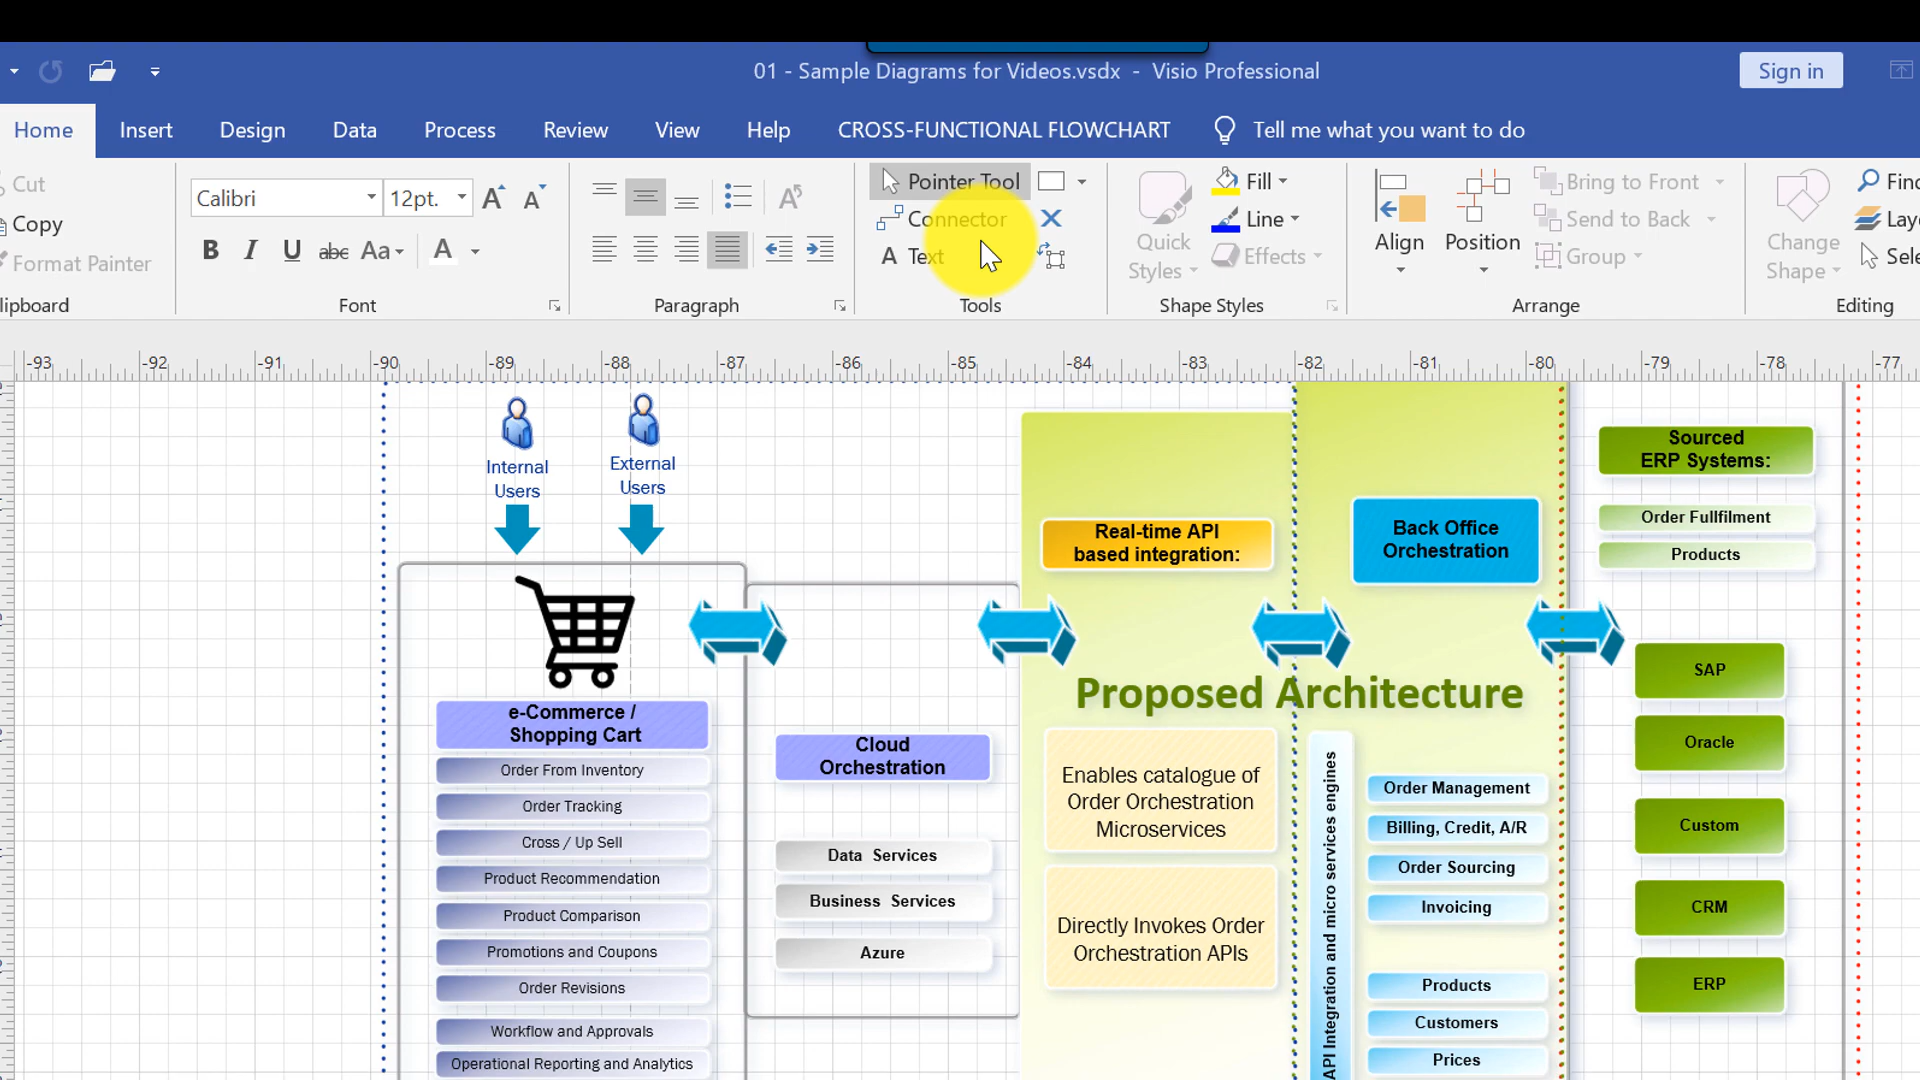 01 - Sample Diagrams for Videos.vsdx - Visio Professional
Sign in
Home
Insert
Design
Data
Process
Review
View
Help
CROSS-FUNCTIONAL FLOWCHART
Tell me what you want to do
Cut
Copy
Format Painter
lipboard
Calibri
12pt.
B I U abc Aa A
Font
Paragraph
Pointer Tool
Connector
A Text
Tools
Quick
Styles
Fill
Line
Effects
Shape Styles
Align
Position
Bring to Front
Send to Back
Group
Arrange
Change
Shape
Find
Laye
Sele
Editing
-93 -92 -91 -90 -89 -88 -87 -86 -85 -84 -83 -82 -81 -80 -79 -78 -77
Internal
Users
External
Users
e-Commerce /
Shopping Cart
Order From Inventory
Order Tracking
Cross / Up Sell
Product Recommendation
Product Comparison
Promotions and Coupons
Order Revisions
Workflow and Approvals
Operational Reporting and Analytics
Cloud
Orchestration
Data Services
Business Services
Azure
Real-time API
based integration:
Proposed Architecture
Enables catalogue of
Order Orchestration
Microservices
Directly Invokes Order
Orchestration APIs
Back Office
Orchestration
API Integration and micro services engines
Order Management
Billing, Credit, A/R
Order Sourcing
Invoicing
Products
Customers
Prices
Sourced
ERP Systems:
Order Fullfilment
Products
SAP
Oracle
Custom
CRM
ERP